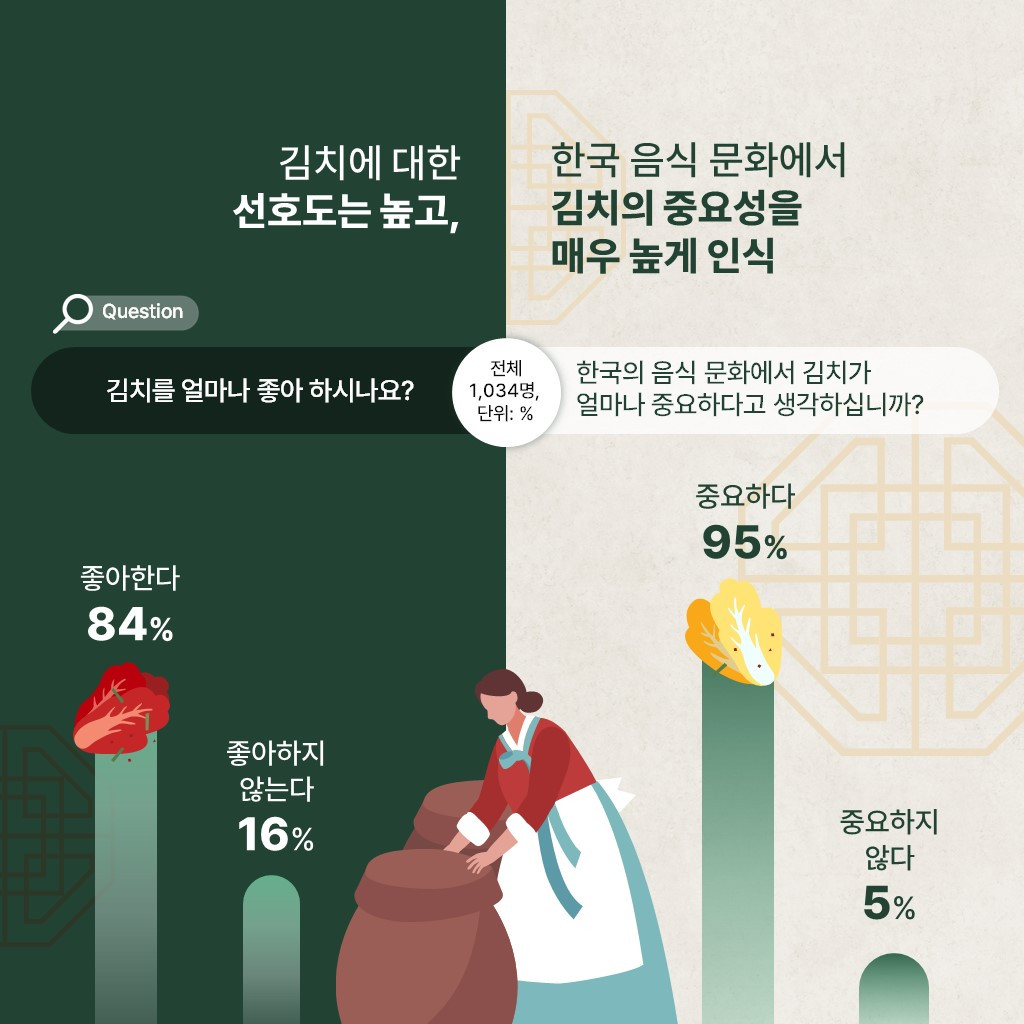 김치에 대한
선호도는 높고,
한국 음식 문화에서
김치의 중요성을
매우 높게 인식
Question
김치를 얼마나 좋아 하시나요?
전체
1,034명,
단위: %
한국의 음식 문화에서 김치가
얼마나 중요하다고 생각하십니까?
좋아한다
84%
좋아하지
않는다
16%
중요하다
95%
중요하지
않다
5%